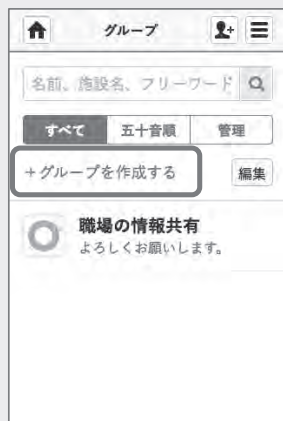 グループ
名前、施設名、フリーワード
すべて 五十音順 管理
+グループを作成する 編集
職場の情報共有
よろしくお願いします。